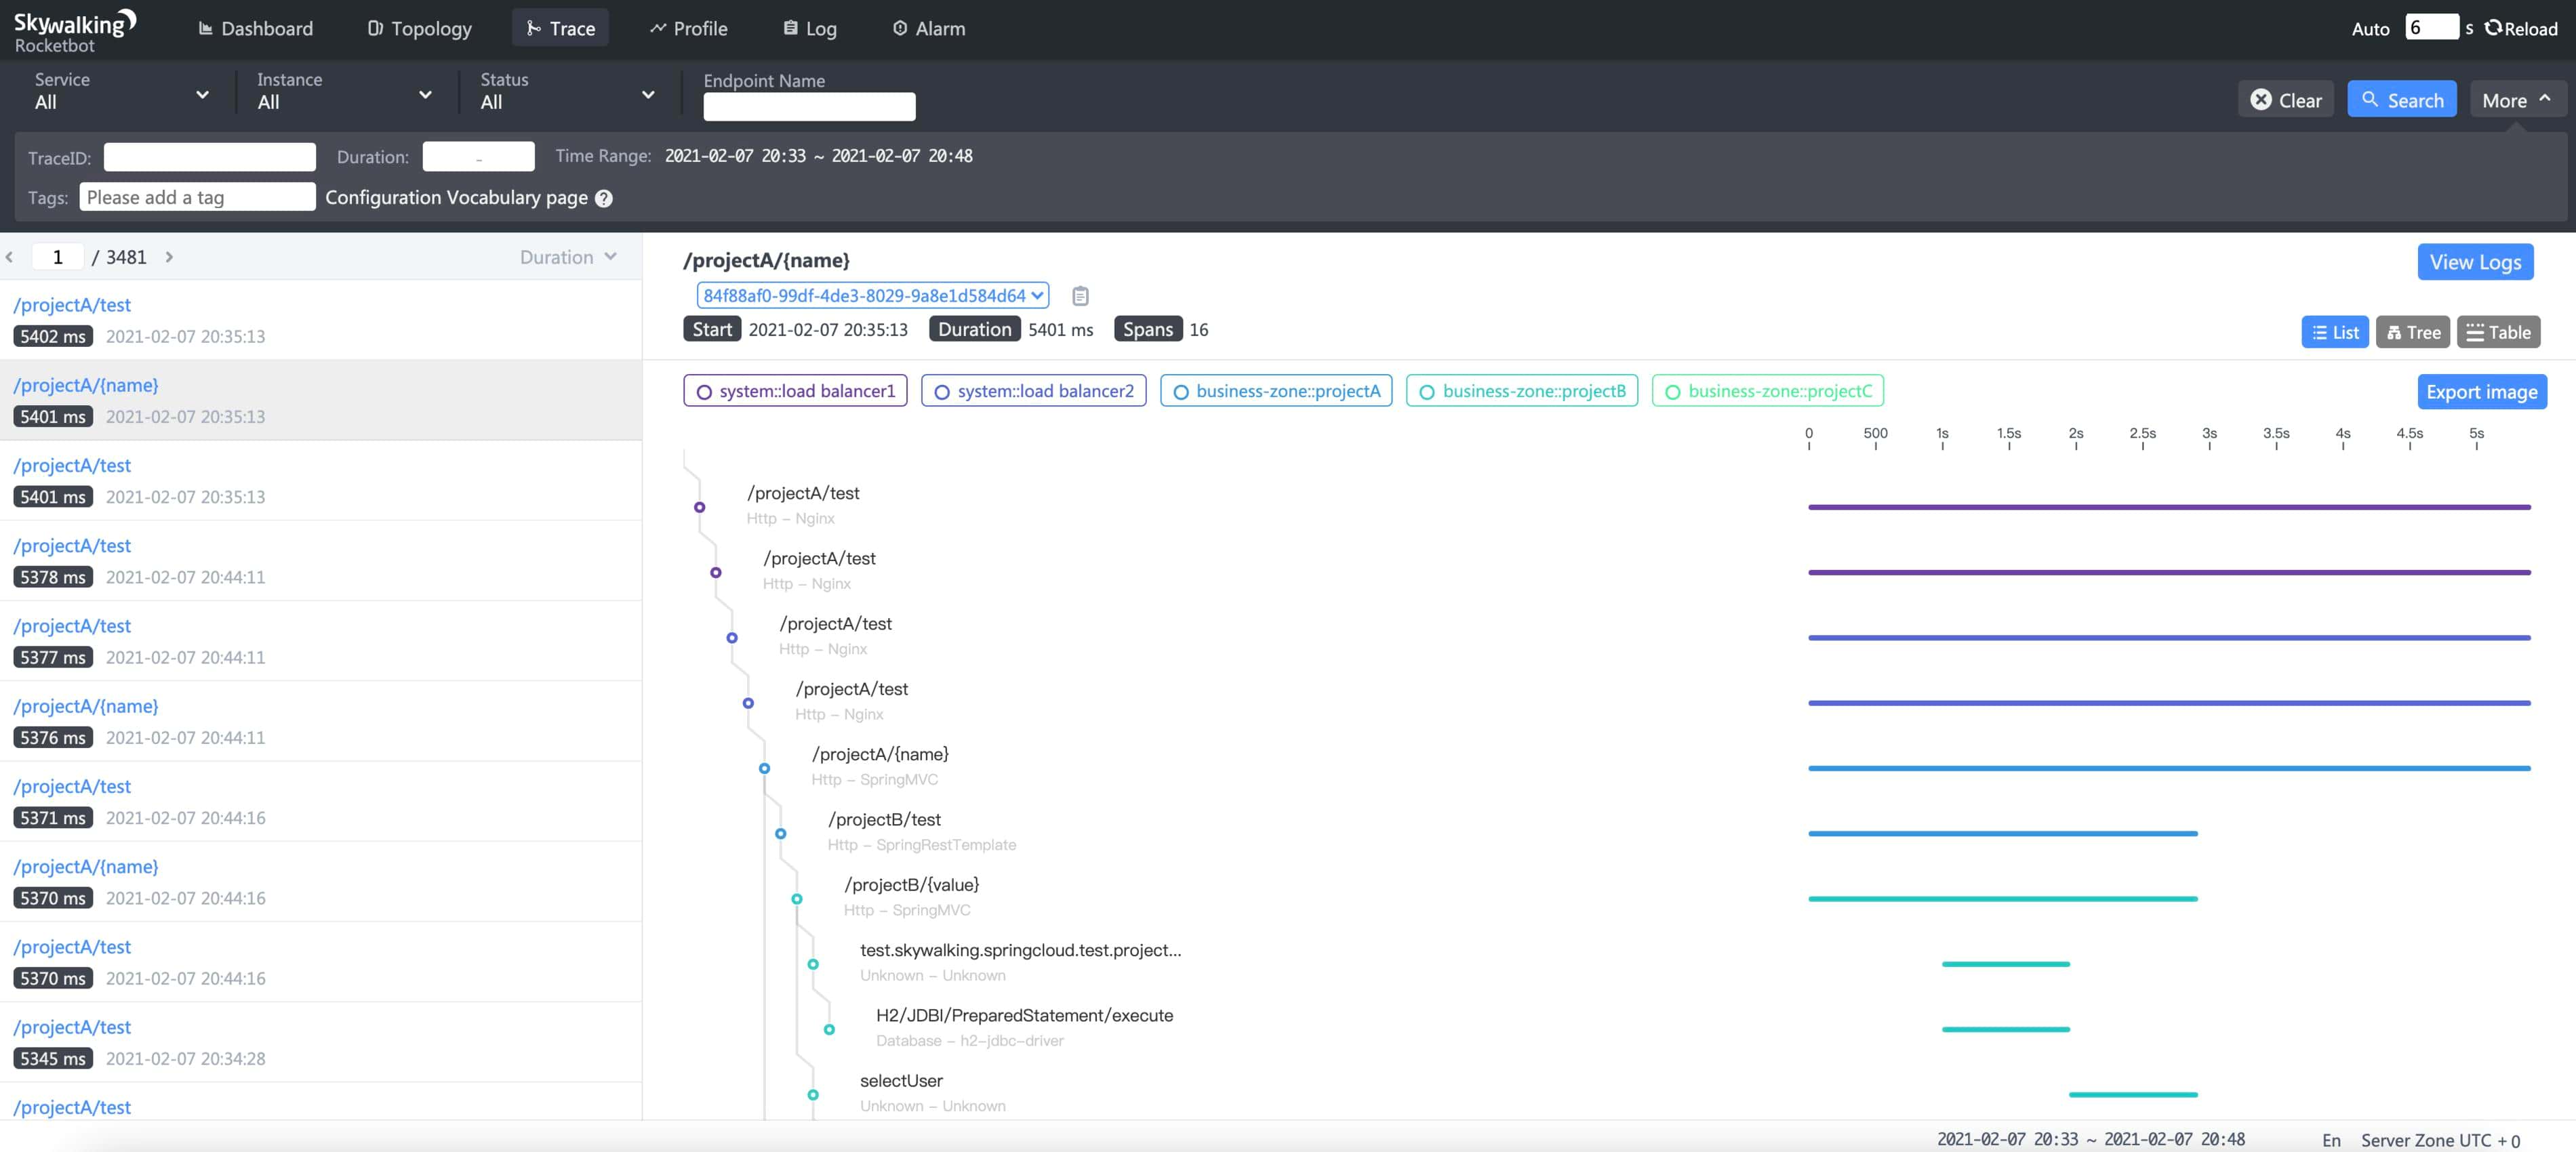 Skywalking
Rocketbot
Dashboard
Topology
Trace
Profile
Log
Alarm
Auto 6 s Reload
Service
All
Instance
All
Status
All
Endpoint Name
Clear
Search
More
TraceID:
Duration: -
Time Range: 2021-02-07 20:33 ~ 2021-02-07 20:48
Tags: Please add a tag
Configuration Vocabulary page ?
1 / 3481
Duration
/projectA/test
5402 ms 2021-02-07 20:35:13
/projectA/{name}
5401 ms 2021-02-07 20:35:13
/projectA/test
5401 ms 2021-02-07 20:35:13
/projectA/test
5378 ms 2021-02-07 20:44:11
/projectA/test
5377 ms 2021-02-07 20:44:11
/projectA/{name}
5376 ms 2021-02-07 20:44:11
/projectA/test
5371 ms 2021-02-07 20:44:16
/projectA/{name}
5370 ms 2021-02-07 20:44:16
/projectA/test
5370 ms 2021-02-07 20:44:16
/projectA/test
5345 ms 2021-02-07 20:34:28
/projectA/test
/projectA/{name}
View Logs
84f88af0-99df-4de3-8029-9a8e1d584d64
Start 2021-02-07 20:35:13 Duration 5401 ms Spans 16
List
Tree
Table
system::load balancer1
system::load balancer2
business-zone::projectA
business-zone::projectB
business-zone::projectC
Export image
0 500 1s 1.5s 2s 2.5s 3s 3.5s 4s 4.5s 5s
/projectA/test
Http – Nginx
/projectA/test
Http – Nginx
/projectA/test
Http – Nginx
/projectA/test
Http – Nginx
/projectA/{name}
Http – SpringMVC
/projectB/test
Http – SpringRestTemplate
/projectB/{value}
Http – SpringMVC
test.skywalking.springcloud.test.project...
Unknown – Unknown
H2/JDBI/PreparedStatement/execute
Database – h2-jdbc-driver
selectUser
Unknown – Unknown
2021-02-07 20:33 ~ 2021-02-07 20:48
En
Server Zone UTC + 0